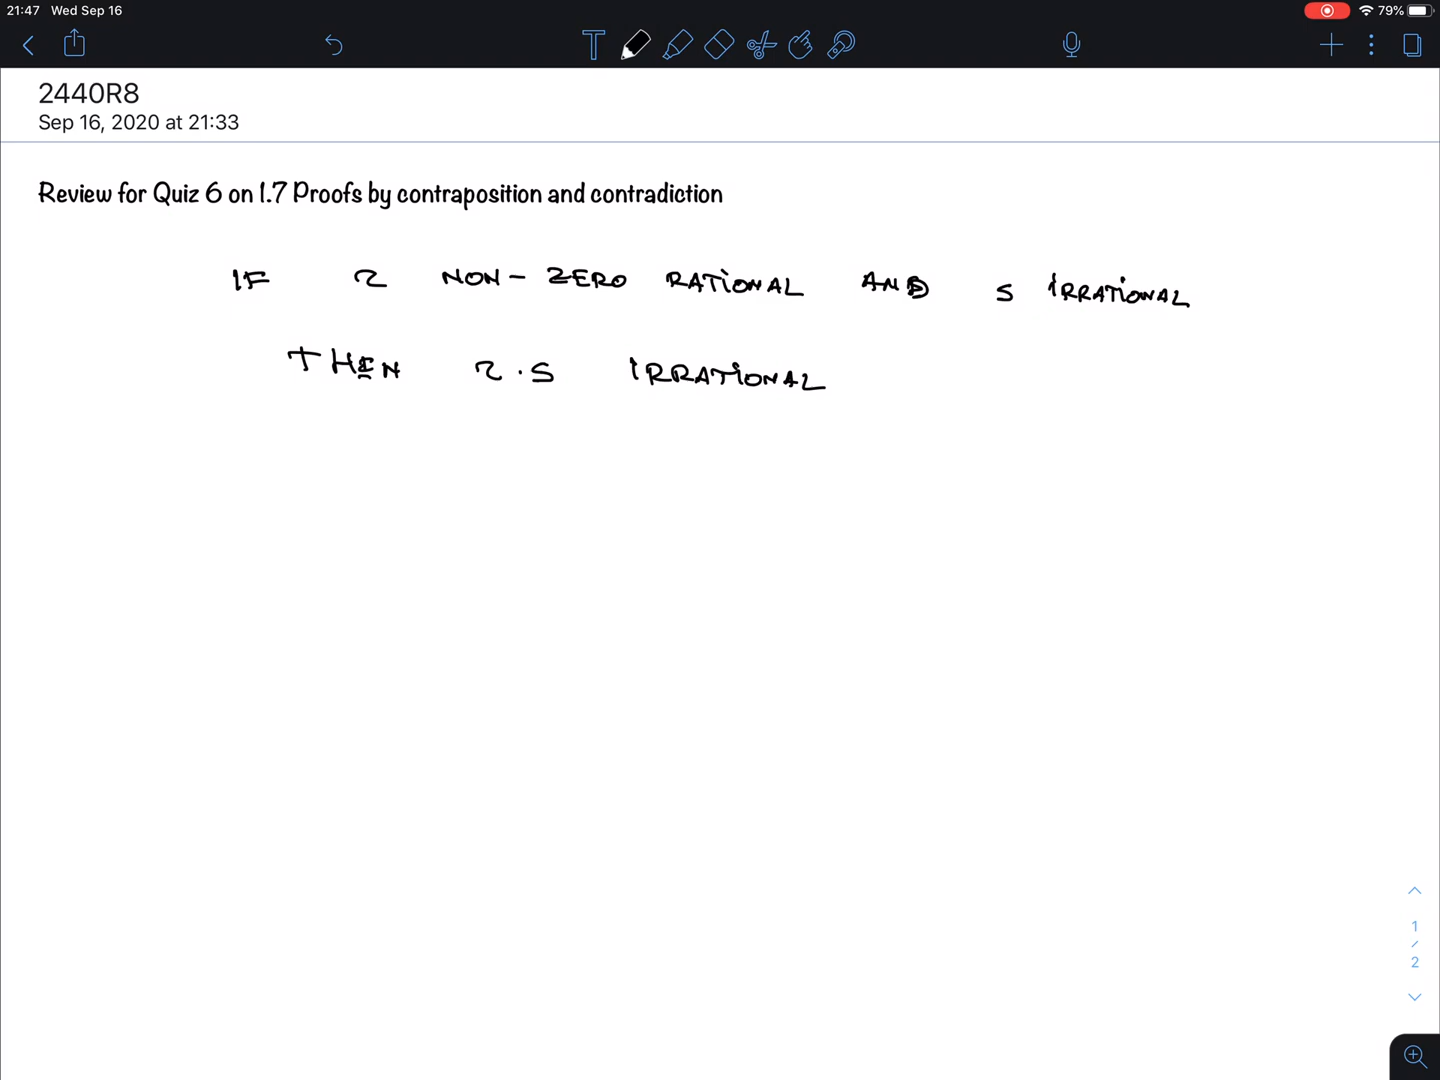 21:47 Wed Sep 16 79%
2440R8
Sep 16, 2020 at 21:33
Review for Quiz 6 on 1.7 Proofs by contraposition and contradiction
IF r NON-ZERO RATIONAL AND s IRRATIONAL
THEN r.s IRRATIONAL
1
/
2